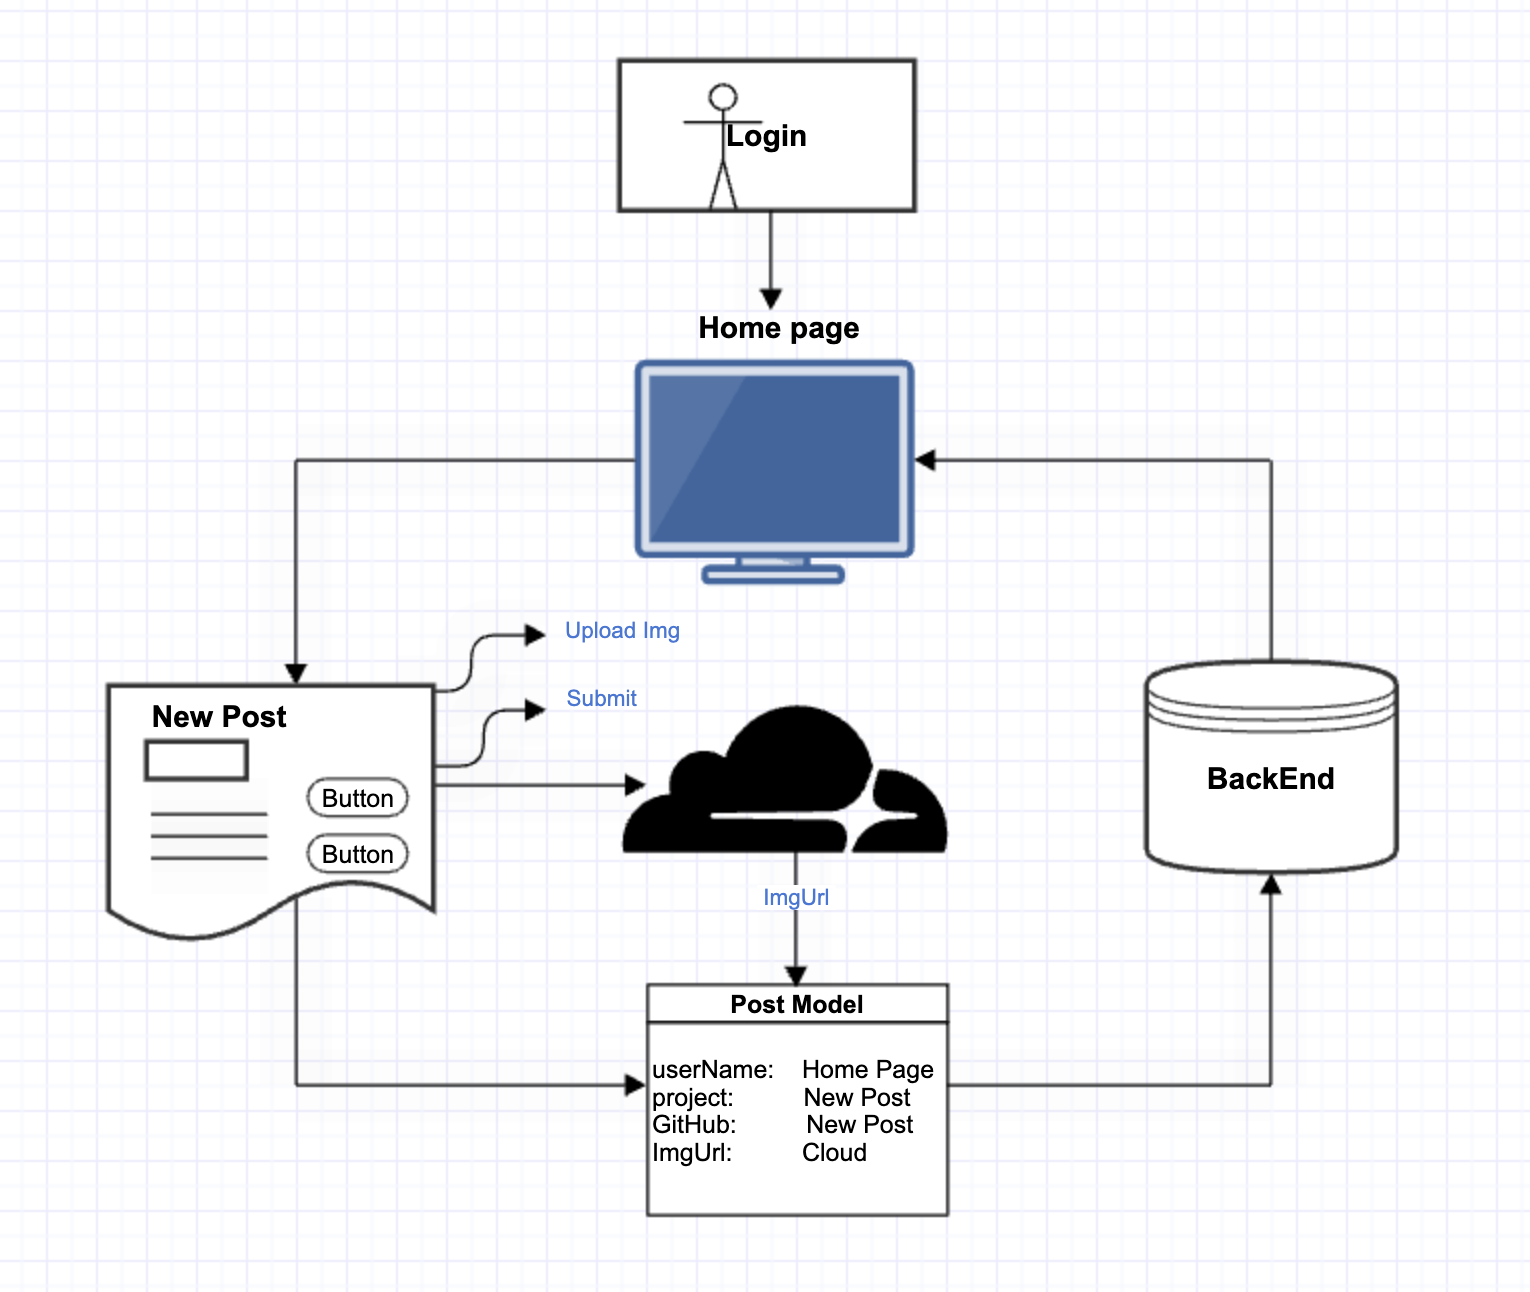 Login
Home page
Upload Img
Submit
New Post
Button
Button
BackEnd
ImgUrl
Post Model
userName: Home Page
project: New Post
GitHub: New Post
ImgUrl: Cloud